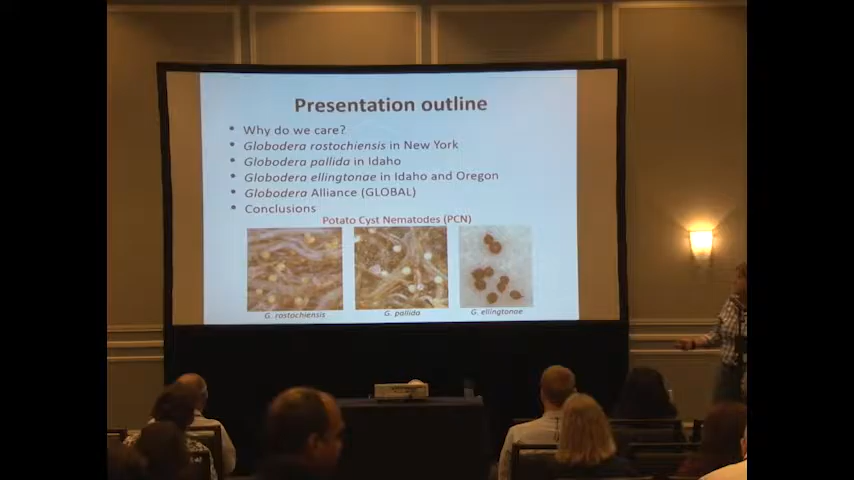 Presentation outline
• Why do we care?
• Globodera rostochiensis in New York
• Globodera pallida in Idaho
• Globodera ellingtonae in Idaho and Oregon
• Globodera Alliance (GLOBAL)
• Conclusions
Potato Cyst Nematodes (PCN)
G. rostochiensis
G. pallida
G. ellingtonae